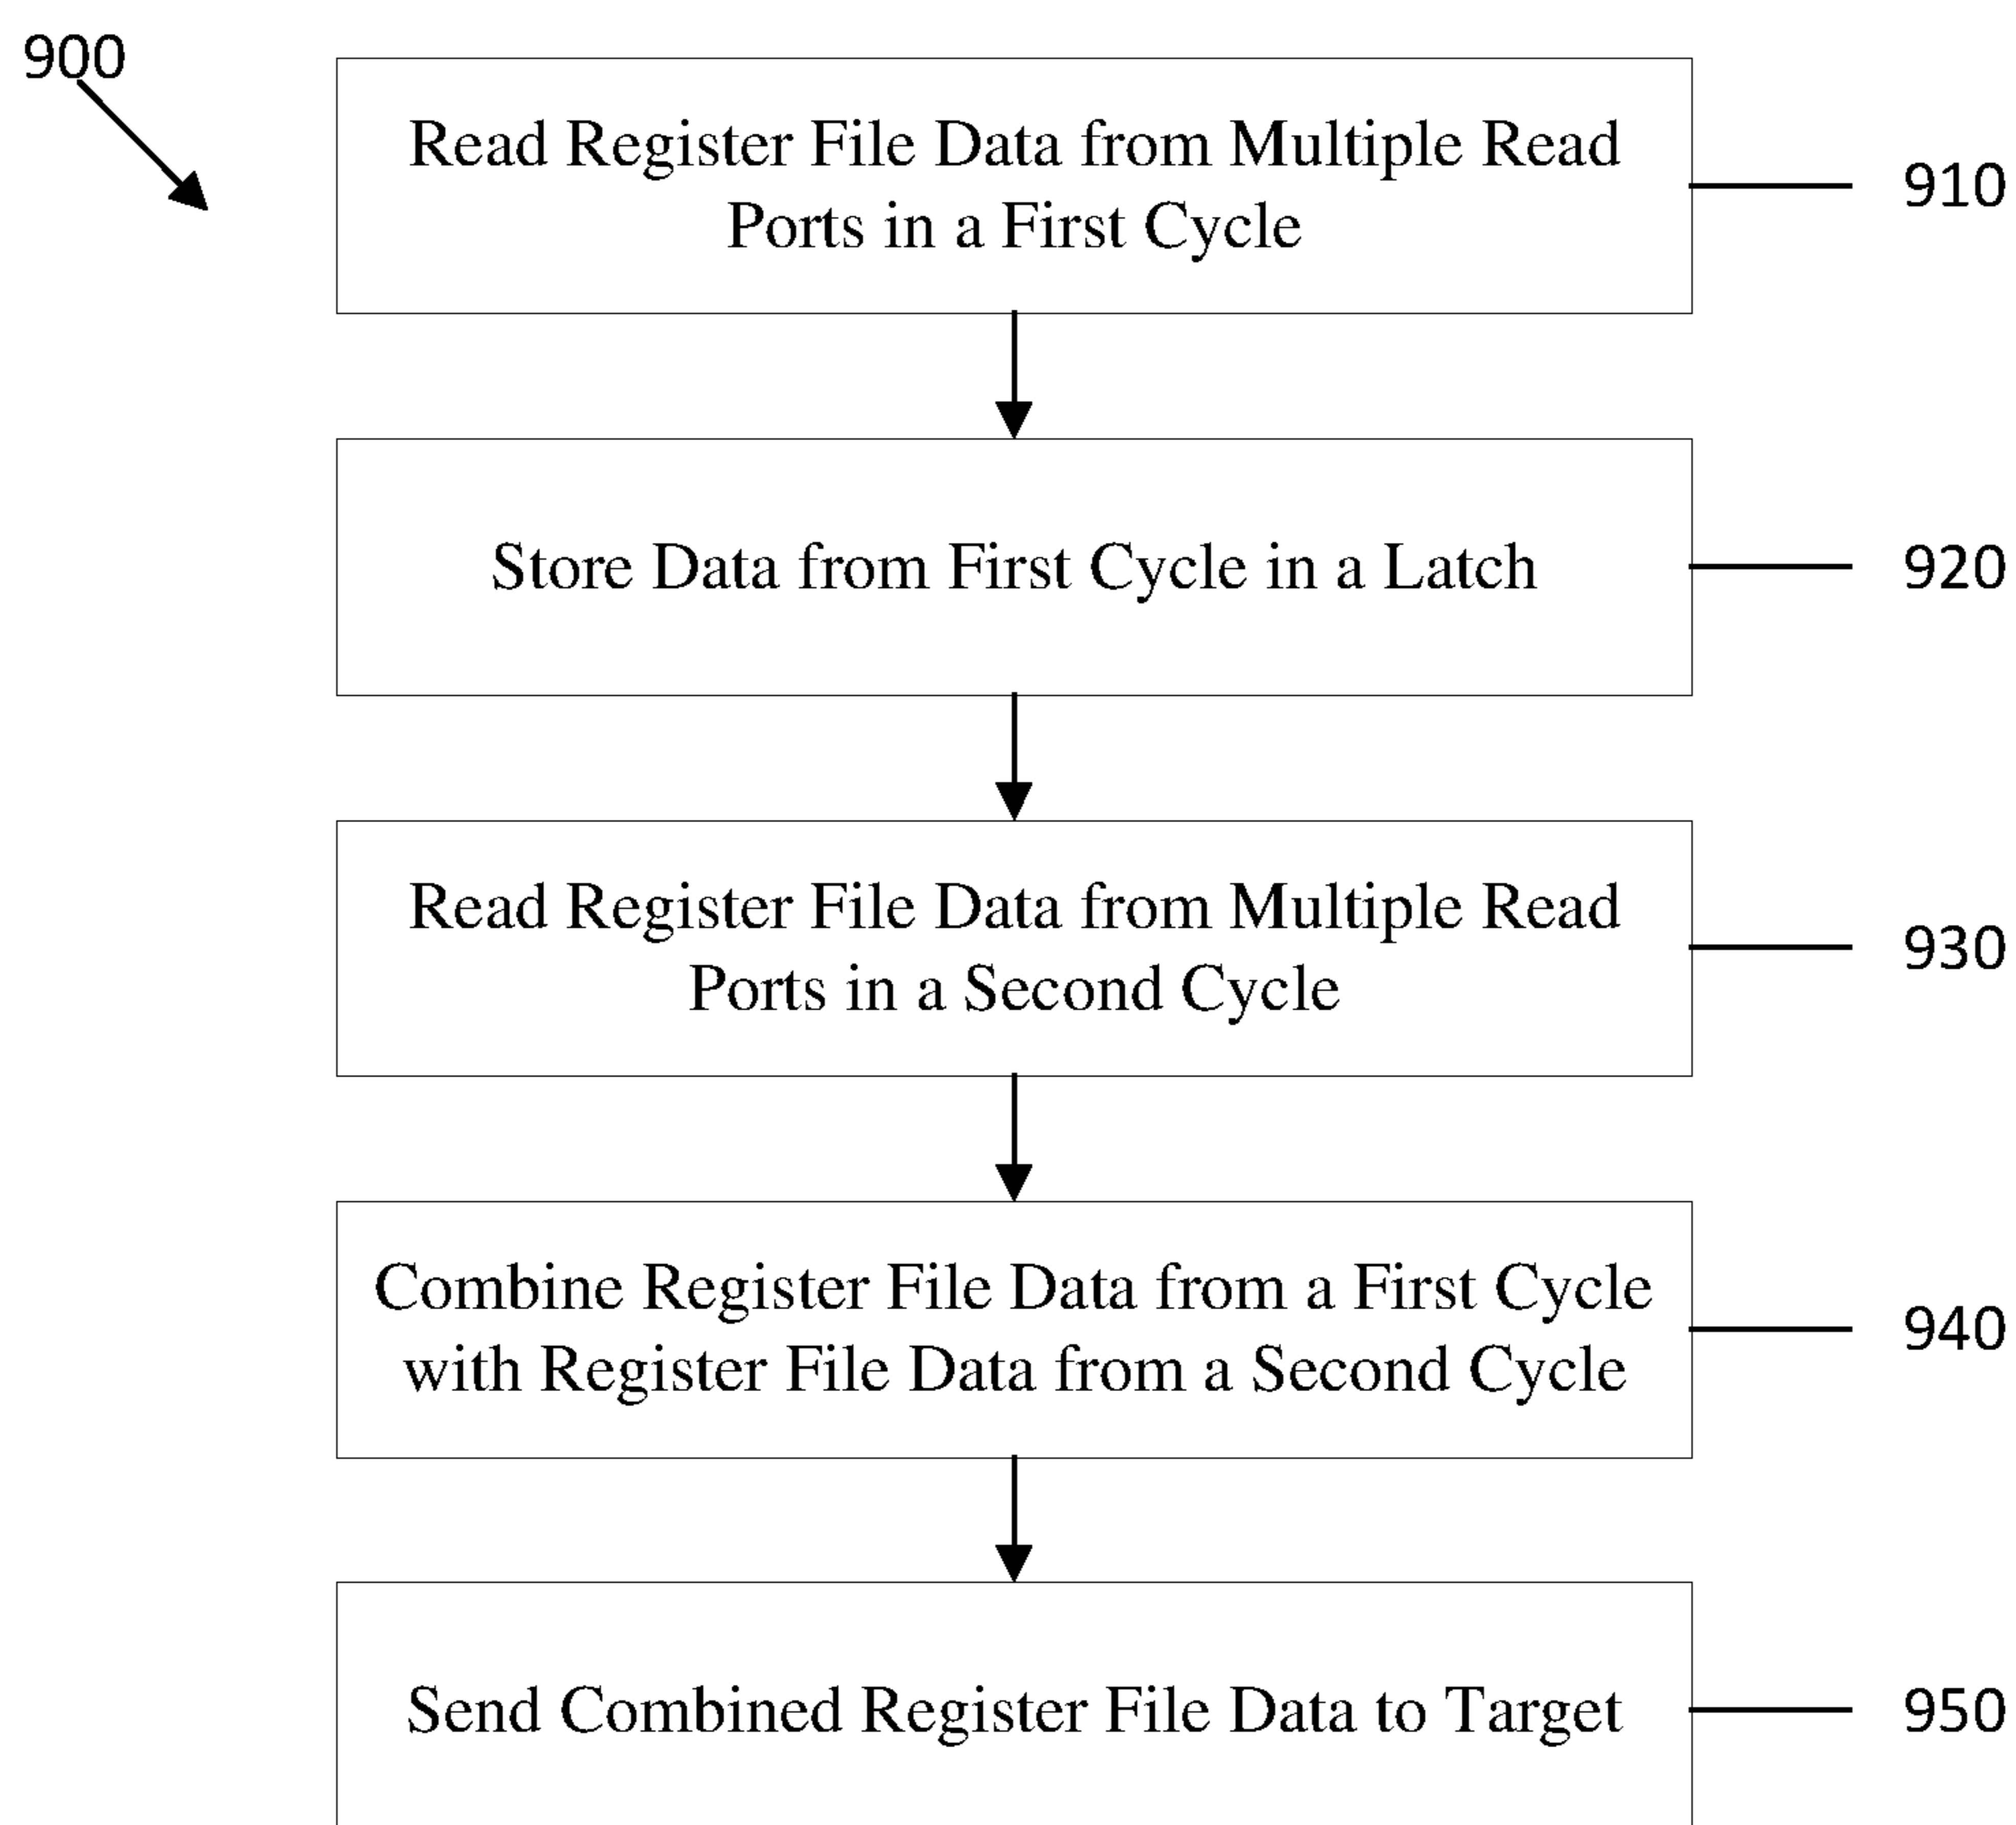 900
Read Register File Data from Multiple Read
Ports in a First Cycle
910
Store Data from First Cycle in a Latch
920
Read Register File Data from Multiple Read
Ports in a Second Cycle
930
Combine Register File Data from a First Cycle
with Register File Data from a Second Cycle
940
Send Combined Register File Data to Target
950